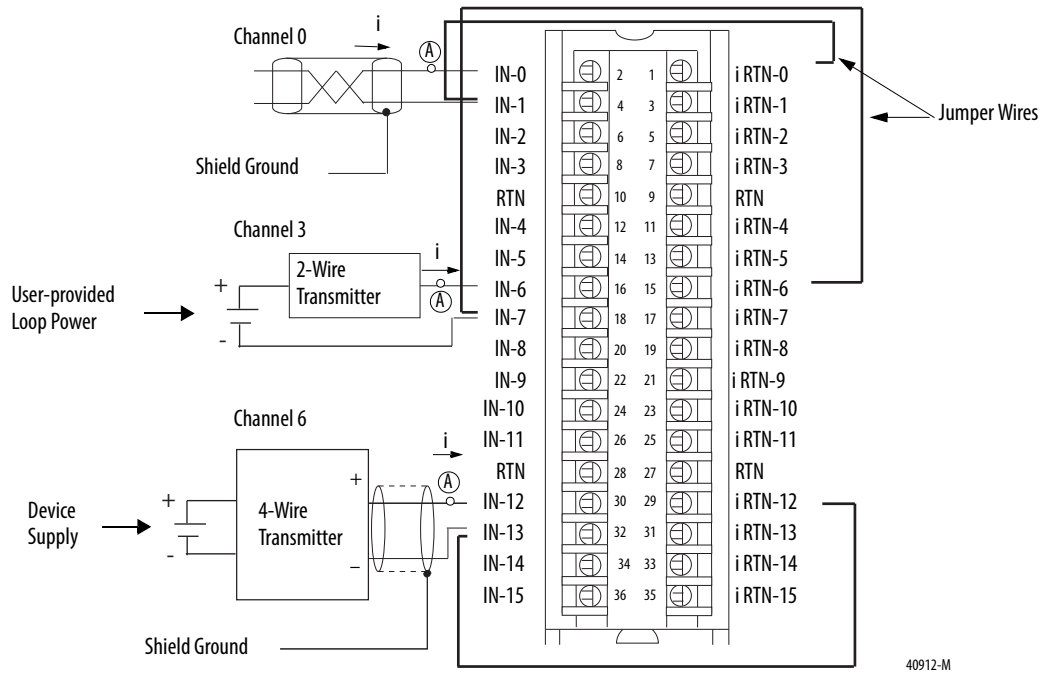 Channel 0
i
A
IN-0 2 1 i RTN-0
IN-1 4 3 i RTN-1
Jumper Wires
IN-2 6 5 i RTN-2
Shield Ground
IN-3 8 7 i RTN-3
RTN 10 9 RTN
Channel 3
IN-4 12 11 i RTN-4
i
2-Wire
Transmitter
IN-5 14 13 i RTN-5
+
A
IN-6 16 15 i RTN-6
User-provided
Loop Power
-
IN-7 18 17 i RTN-7
IN-8 20 19 i RTN-8
IN-9 22 21 i RTN-9
Channel 6
IN-10 24 23 i RTN-10
i
IN-11 26 25 i RTN-11
RTN 28 27 RTN
+
A
Device
Supply
+
-
4-Wire
Transmitter
IN-12 30 29 i RTN-12
IN-13 32 31 i RTN-13
–
IN-14 34 33 i RTN-14
IN-15 36 35 i RTN-15
Shield Ground
40912-M